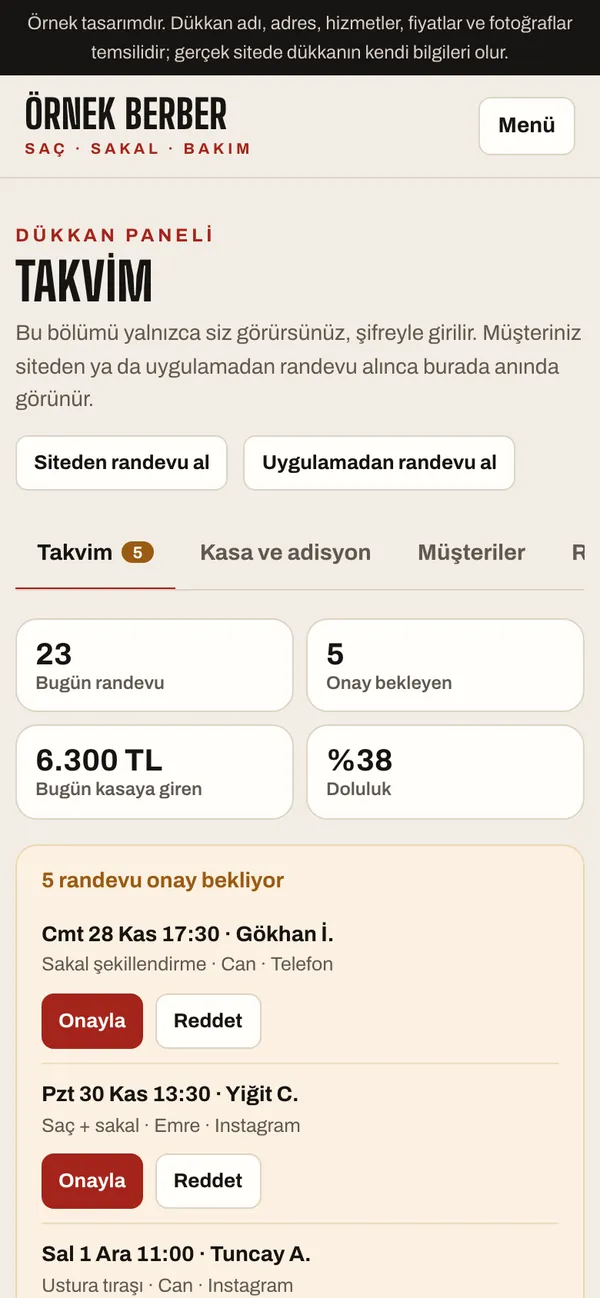 Örnek tasarımdır. Dükkan adı, adres, hizmetler, fiyatlar ve fotoğraflar
temsilidir; gerçek sitede dükkanın kendi bilgileri olur.
ÖRNEK BERBER
SAÇ · SAKAL · BAKIM
Menü
DÜKKAN PANELİ
TAKVİM
Bu bölümü yalnızca siz görürsünüz, şifreyle girilir. Müşteriniz
siteden ya da uygulamadan randevu alınca burada anında
görünür.
Siteden randevu al
Uygulamadan randevu al
Takvim 5
Kasa ve adisyon
Müşteriler
23
Bugün randevu
5
Onay bekleyen
6.300 TL
Bugün kasaya giren
%38
Doluluk
5 randevu onay bekliyor
Cmt 28 Kas 17:30 · Gökhan İ.
Sakal şekillendirme · Can · Telefon
Onayla
Reddet
Pzt 30 Kas 13:30 · Yiğit C.
Saç + sakal · Emre · Instagram
Onayla
Reddet
Sal 1 Ara 11:00 · Tuncay A.
Ustura tıraşı · Can · Instagram